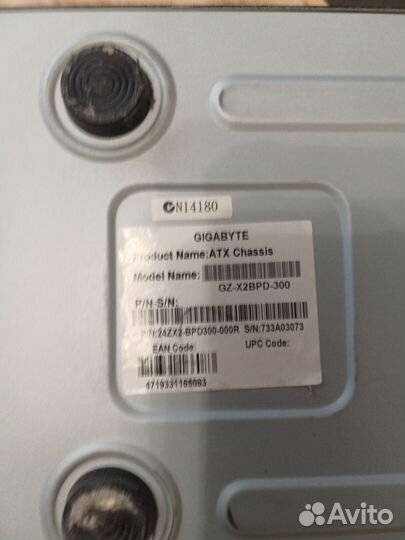 N14180
GIGABYTE
Product Name:ATX Chassis
Model Name:
GZ-X2BPD-300
P/N-S/N:
P/N:24ZX2-BPD300-000R S/N:733A03073
EAN Code: UPC Code:
4719331166083
Avito